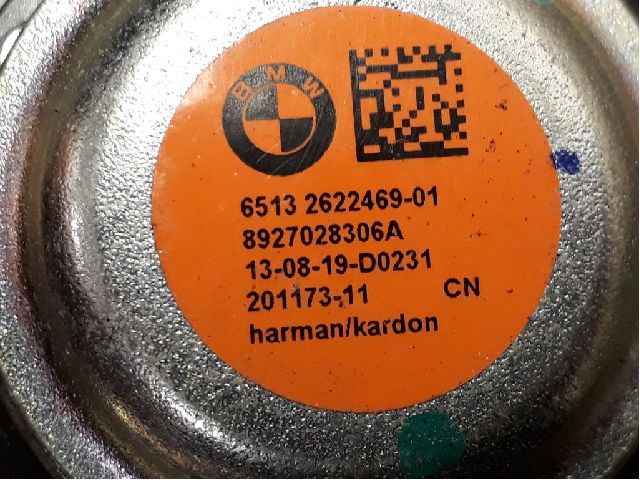 BMW
6513 2622469-01
8927028306A
13-08-19-D0231
201173-11 CN
harman/kardon